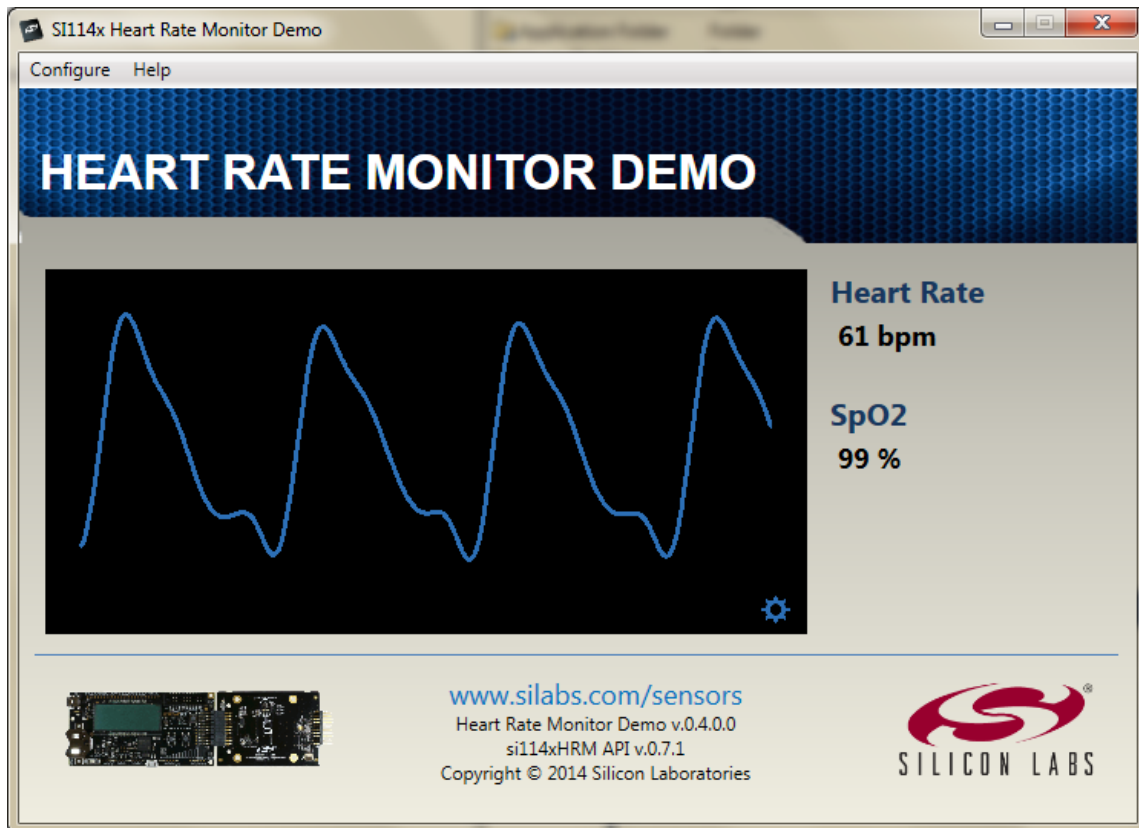 SI114x Heart Rate Monitor Demo
Configure Help
HEART RATE MONITOR DEMO
Heart Rate
61 bpm
SpO2
99 %
www.silabs.com/sensors
Heart Rate Monitor Demo v.0.4.0.0
si114xHRM API v.0.7.1
Copyright © 2014 Silicon Laboratories
®
SILICON LABS